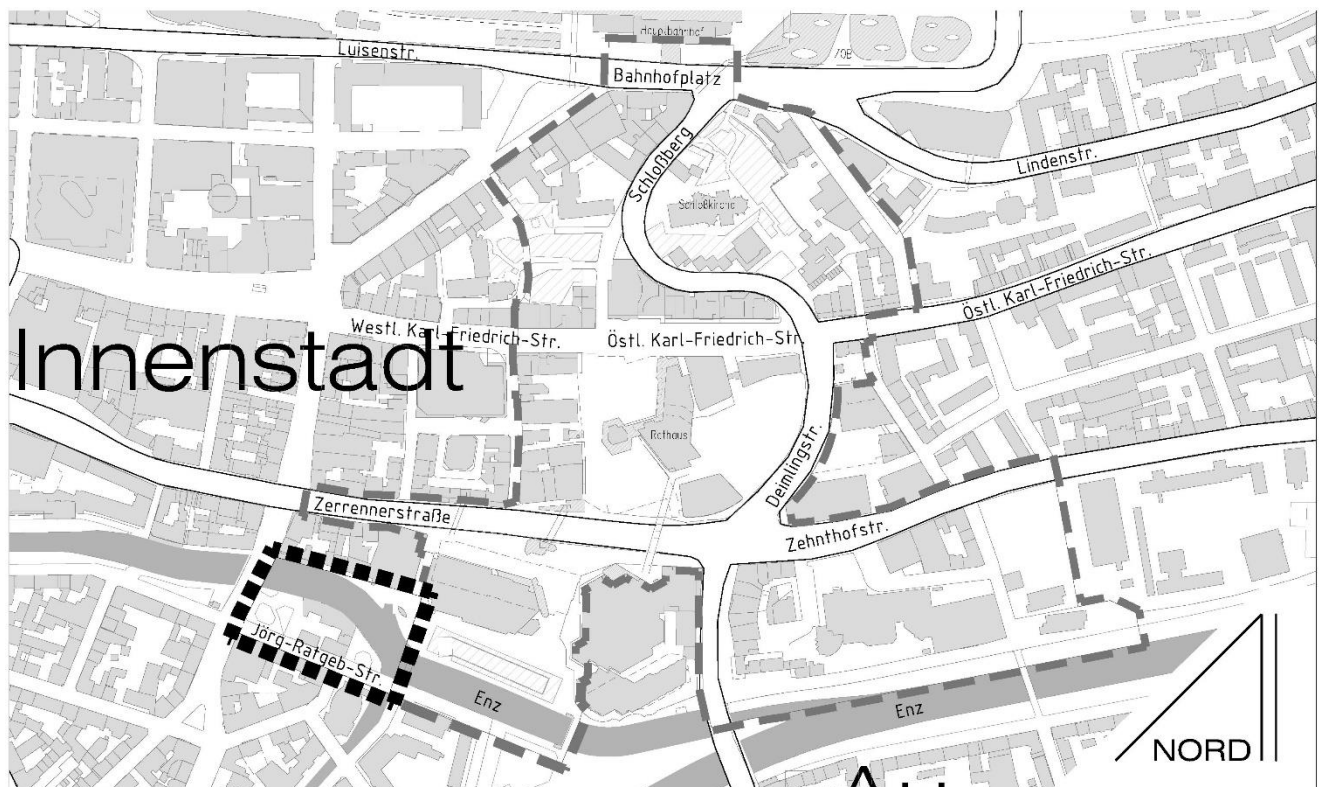 Hauptbahnhof
ZOB
Luisenstr.
Bahnhofplatz
Schloßberg
Lindenstr.
Schloßkirche
Östl. Karl-Friedrich-Str.
Westl. Karl-Friedrich-Str.
Östl. Karl-Friedrich-Str.
Innenstadt
Rathaus
Deimlingstr.
Zerrennerstraße
Zehnthofstr.
Jörg-Ratgeb-Str.
Enz
Enz
NORD